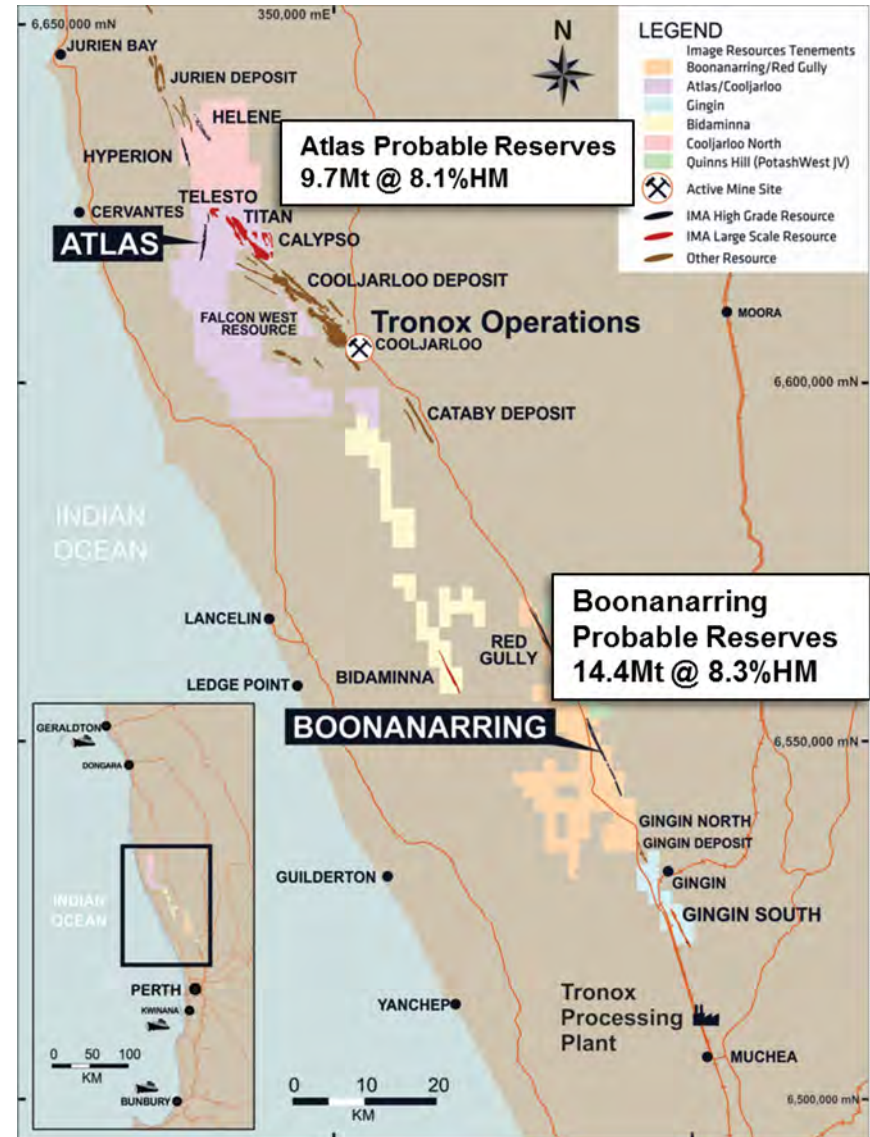 6,650,000 mN
350,000 mE
JURIEN BAY
JURIEN DEPOSIT
HELENE
HYPERION
N
LEGEND
Image Resources Tenements
Boonanarring/Red Gully
Atlas/Cooljarloo
Gingin
Bidaminna
Cooljarloo North
Quinns Hill (PotashWest JV)
Active Mine Site
IMA High Grade Resource
IMA Large Scale Resource
Other Resource
Atlas Probable Reserves
9.7Mt @ 8.1%HM
TELESTO
CERVANTES
TITAN
ATLAS
CALYPSO
COOLJARLOO DEPOSIT
FALCON WEST
RESOURCE
Tronox Operations
COOLJARLOO
MOORA
6,600,000 mN
CATABY DEPOSIT
INDIAN
OCEAN
LANCELIN
RED
GULLY
Boonanarring
Probable Reserves
14.4Mt @ 8.3%HM
BIDAMINNA
LEDGE POINT
BOONANARRING
6,550,000 mN
GINGIN NORTH
GINGIN DEPOSIT
GINGIN
GUILDERTON
GINGIN SOUTH
YANCHEP
Tronox
Processing
Plant
MUCHEA
6,500,000 mN
0 10 20
KM
GERALDTON
DONGARA
INDIAN
OCEAN
PERTH
KWINANA
0 50 100
KM
BUNBURY